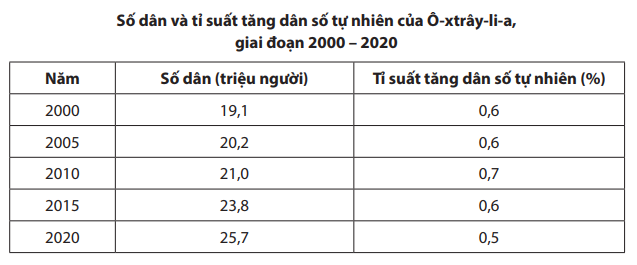 Số dân và tỉ suất tăng dân số tự nhiên của Ô-xtrây-li-a,
giai đoạn 2000 – 2020
Năm Số dân (triệu người) Tỉ suất tăng dân số tự nhiên (%)
2000 19,1 0,6
2005 20,2 0,6
2010 21,0 0,7
2015 23,8 0,6
2020 25,7 0,5